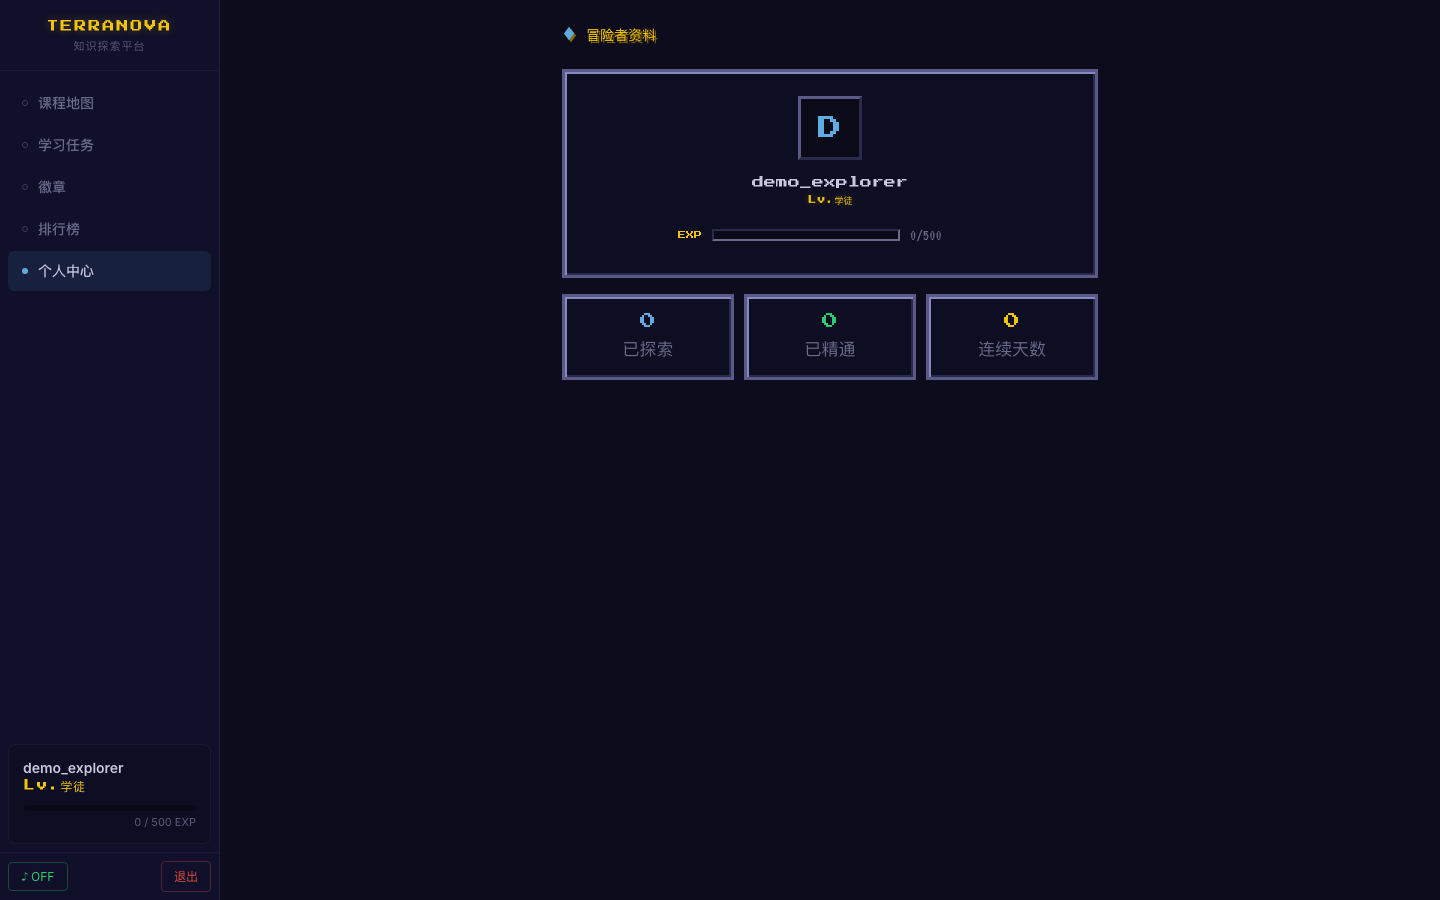 TERRANOVA
知识探索平台
课程地图
学习任务
徽章
排行榜
个人中心
demo_explorer
Lv.学徒
0 / 500 EXP
♪ OFF
退出
冒险者资料
D
demo_explorer
Lv.学徒
EXP 0/500
0
已探索
0
已精通
0
连续天数